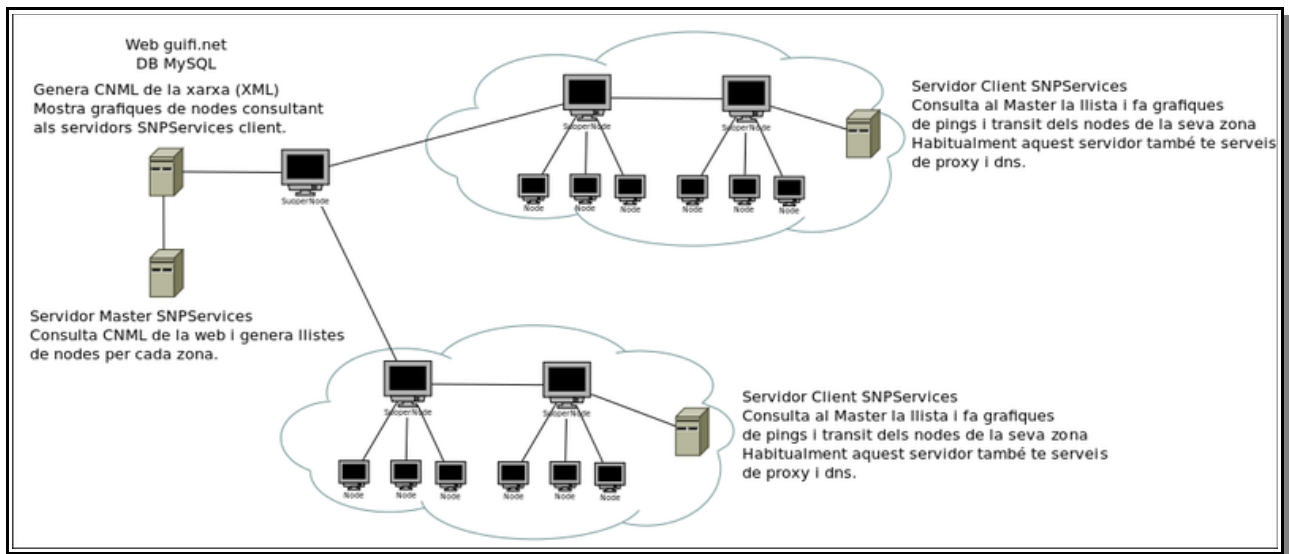 Web guifi.net
DB MySQL
Genera CNML de la xarxa (XML)
Mostra grafiques de nodes consultant
als servidors SNPServices client.
SuoperNode
Servidor Master SNPServices
Consulta CNML de la web i genera llistes
de nodes per cada zona.
SuoperNode
SuoperNode
Node
Node
Node
Node
Node
Node
Servidor Client SNPServices
Consulta al Master la llista i fa grafiques
de pings i transit dels nodes de la seva zona
Habitualment aquest servidor també te serveis
de proxy i dns.
SuoperNode
SuoperNode
Node
Node
Node
Node
Node
Node
Servidor Client SNPServices
Consulta al Master la llista i fa grafiques
de pings i transit dels nodes de la seva zona
Habitualment aquest servidor també te serveis
de proxy i dns.